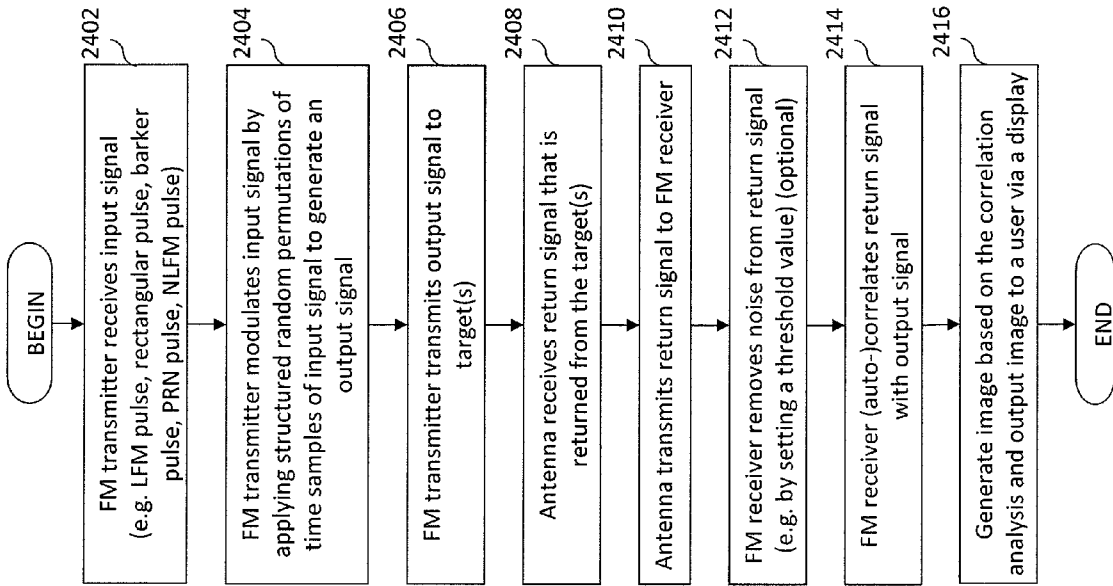 BEGIN
2402
FM transmitter receives input signal
(e.g. LFM pulse, rectangular pulse, barker
pulse, PRN pulse, NLFM pulse)
2404
FM transmitter modulates input signal by
applying structured random permutations of
time samples of input signal to generate an
output signal
2406
FM transmitter transmits output signal to
target(s)
2408
Antenna receives return signal that is
returned from the target(s)
2410
Antenna transmits return signal to FM receiver
2412
FM receiver removes noise from return signal
(e.g. by setting a threshold value) (optional)
2414
FM receiver (auto-)correlates return signal
with output signal
2416
Generate image based on the correlation
analysis and output image to a user via a display
END